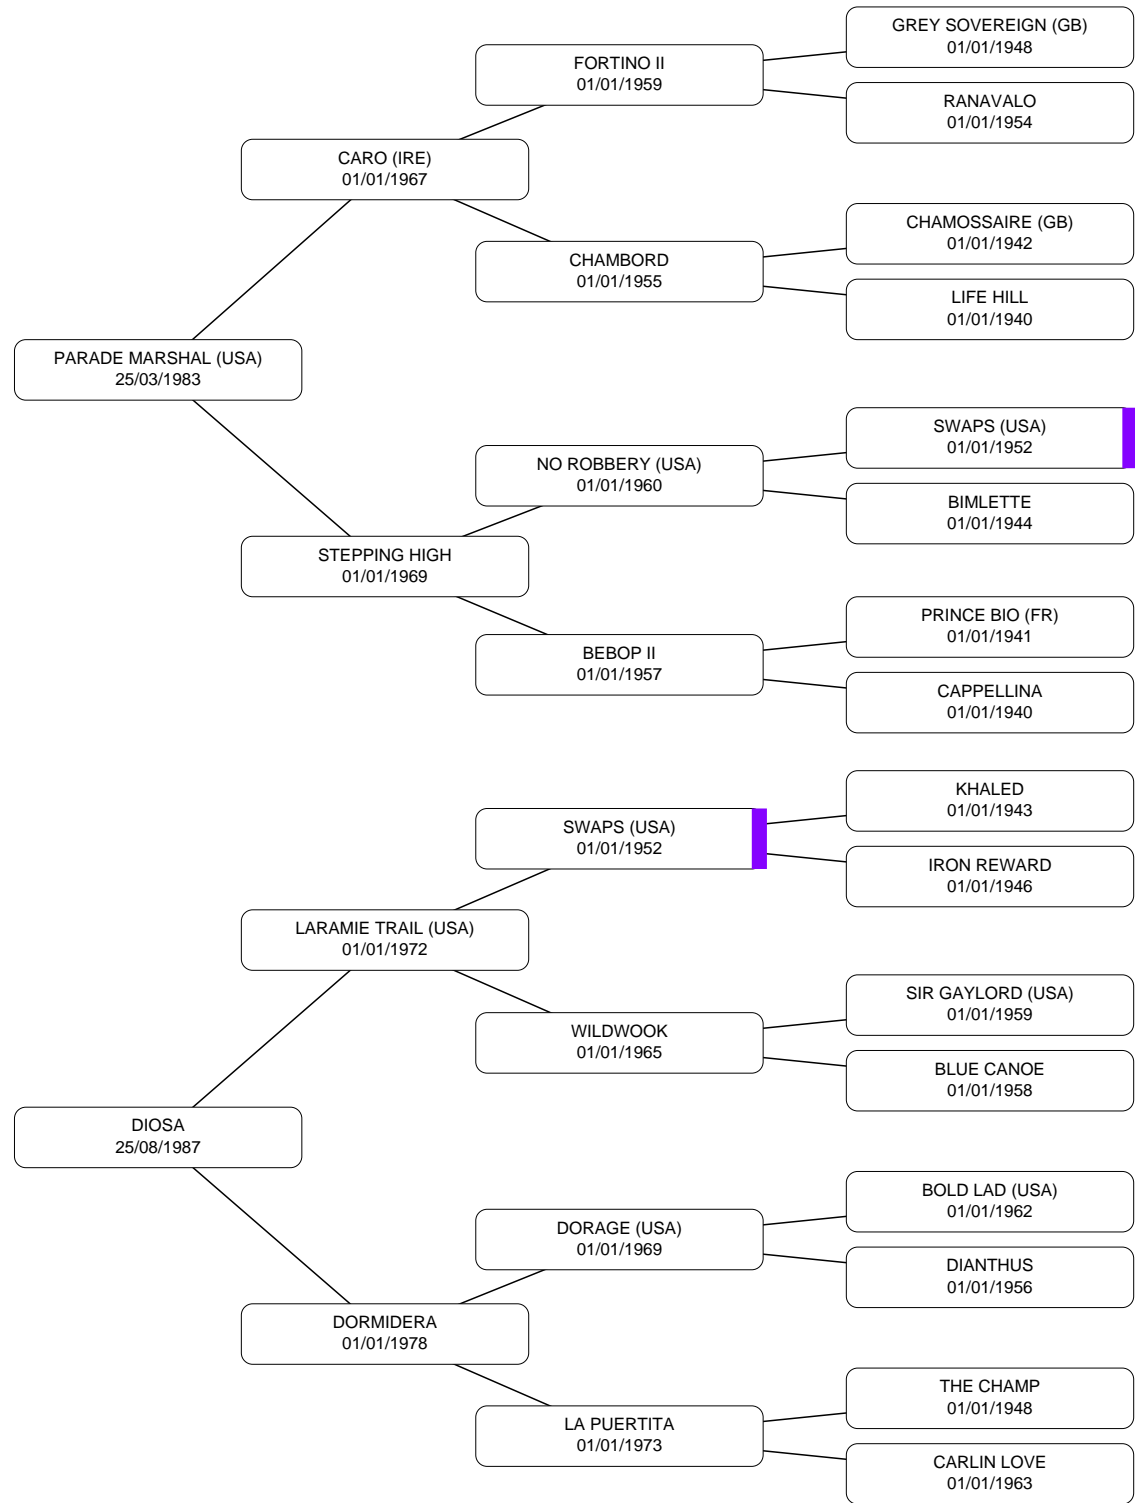 GREY SOVEREIGN (GB)
01/01/1948
FORTINO II
01/01/1959
RANAVALO
01/01/1954
CARO (IRE)
01/01/1967
CHAMOSSAIRE (GB)
01/01/1942
CHAMBORD
01/01/1955
LIFE HILL
01/01/1940
PARADE MARSHAL (USA)
25/03/1983
SWAPS (USA)
01/01/1952
NO ROBBERY (USA)
01/01/1960
BIMLETTE
01/01/1944
STEPPING HIGH
01/01/1969
PRINCE BIO (FR)
01/01/1941
BEBOP II
01/01/1957
CAPPELLINA
01/01/1940
KHALED
01/01/1943
SWAPS (USA)
01/01/1952
IRON REWARD
01/01/1946
LARAMIE TRAIL (USA)
01/01/1972
SIR GAYLORD (USA)
01/01/1959
WILDWOOK
01/01/1965
BLUE CANOE
01/01/1958
DIOSA
25/08/1987
BOLD LAD (USA)
01/01/1962
DORAGE (USA)
01/01/1969
DIANTHUS
01/01/1956
DORMIDERA
01/01/1978
THE CHAMP
01/01/1948
LA PUERTITA
01/01/1973
CARLIN LOVE
01/01/1963